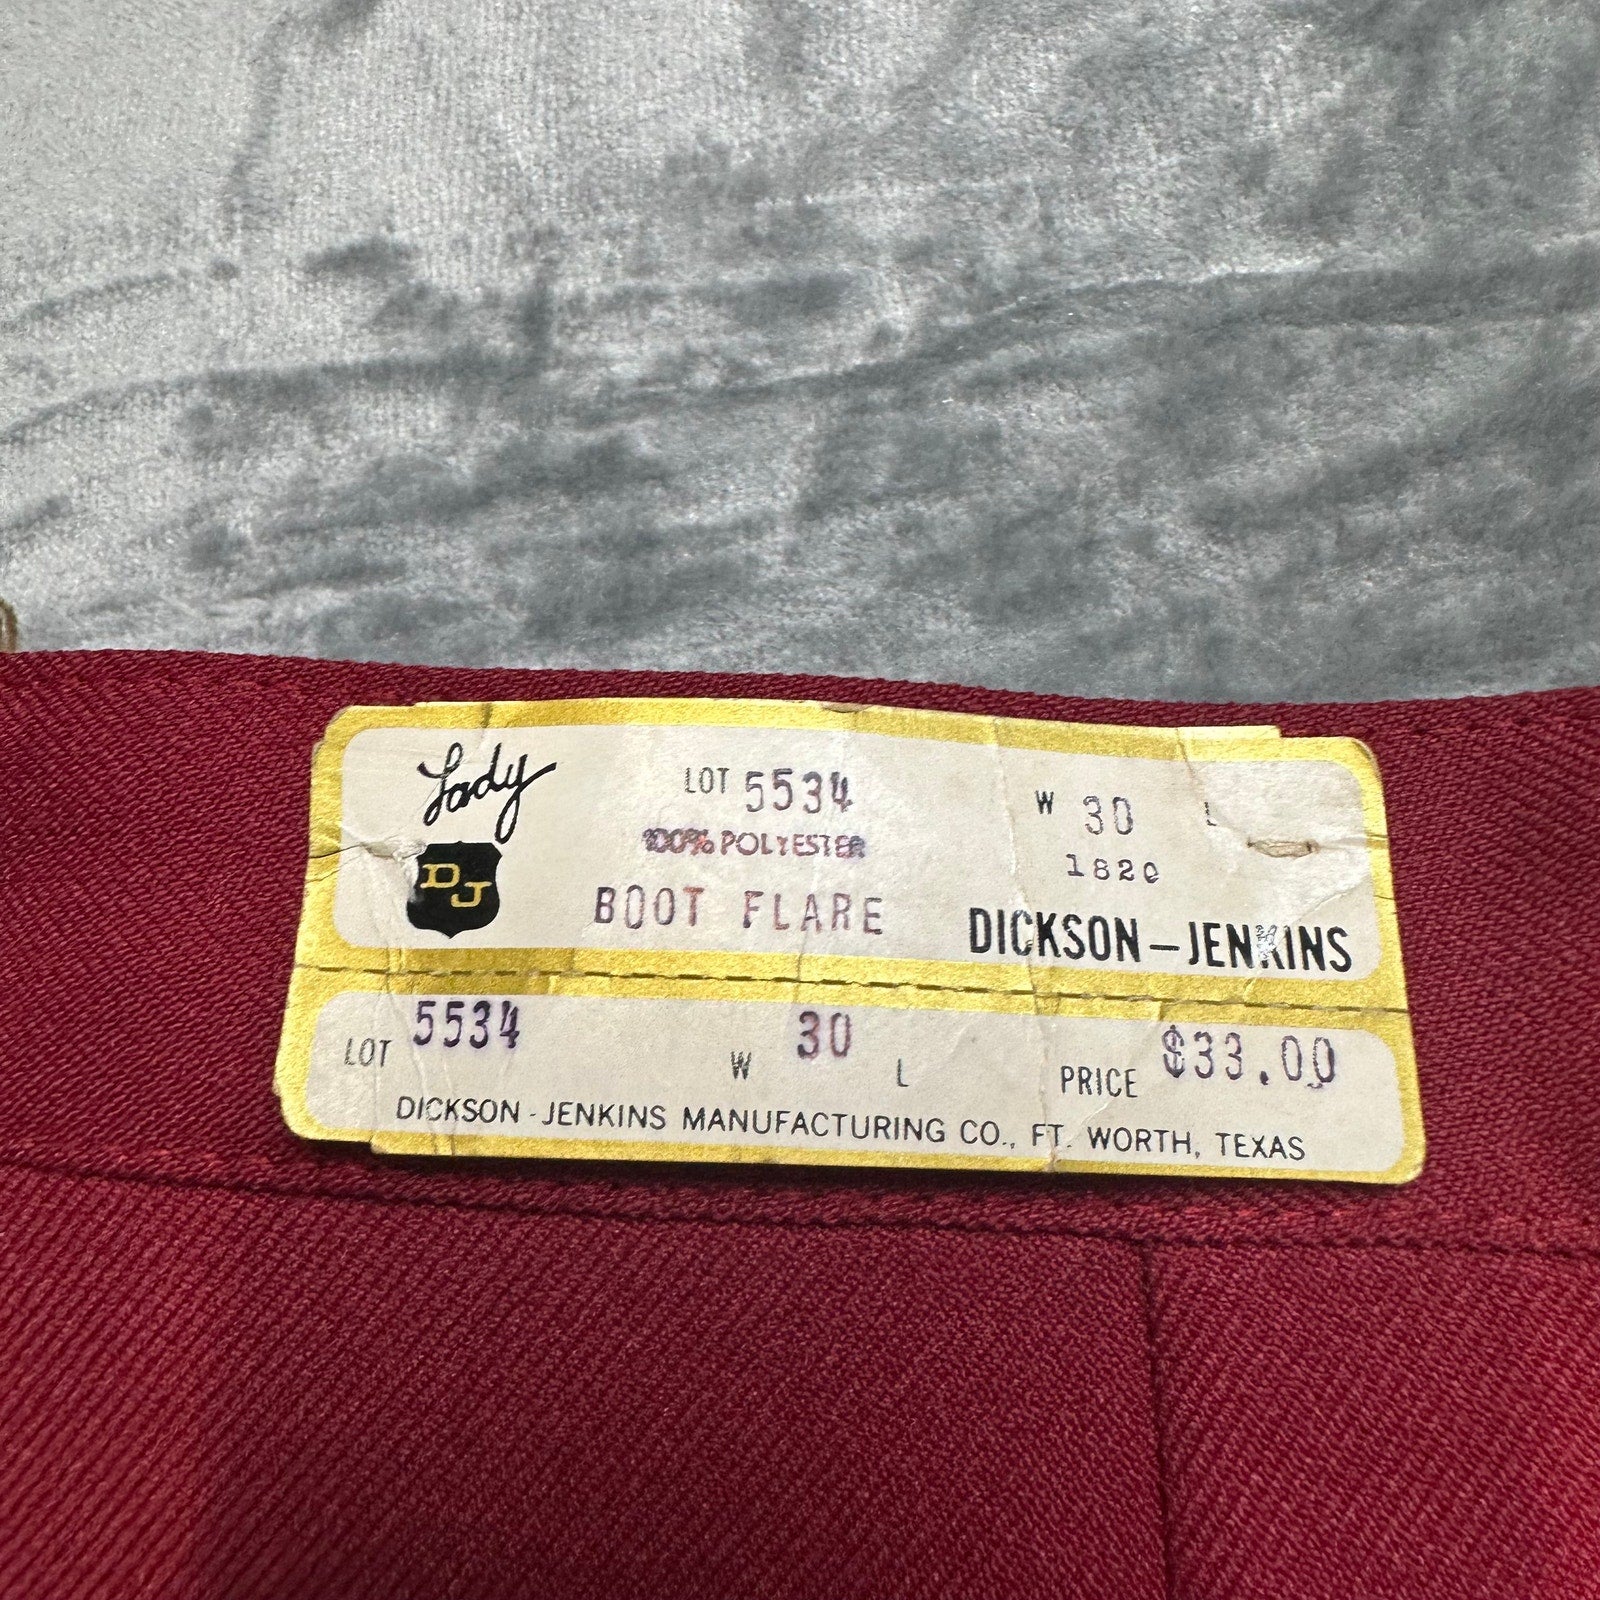 Lady
DJ
LOT 5534
100% POLYESTER
BOOT FLARE
W 30 L
1820
DICKSON–JENKINS
LOT 5534 W 30 L PRICE $33.00
DICKSON-JENKINS MANUFACTURING CO., FT. WORTH, TEXAS